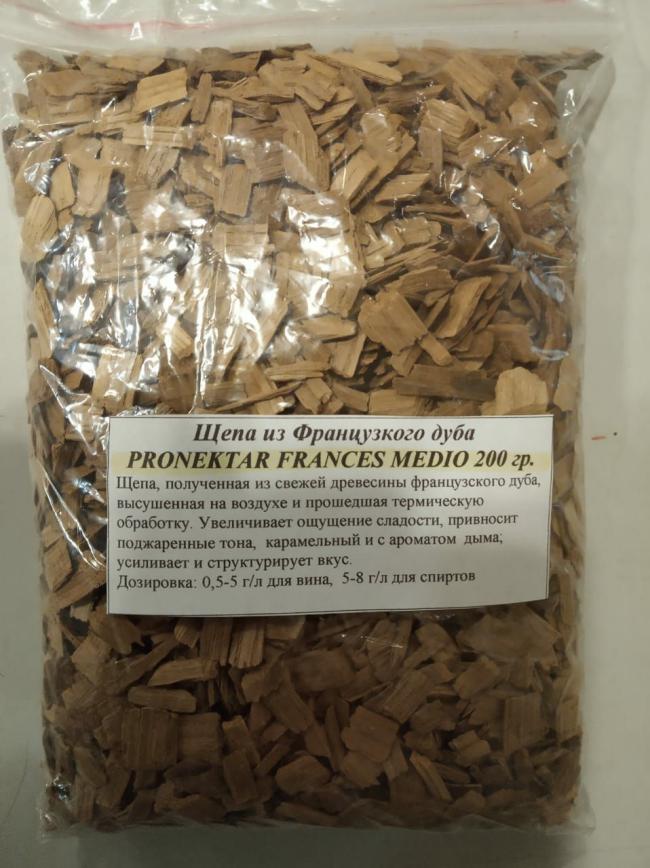 Щепа из Французкого дуба
PRONEKTAR FRANCES MEDIO 200 гр.
Щепа, полученная из свежей древесины французского дуба,
высушенная на воздухе и прошедшая термическую
обработку. Увеличивает ощущение сладости, привносит
поджаренные тона, карамельный и с ароматом дыма;
усиливает и структурирует вкус.
Дозировка: 0,5-5 г/л для вина, 5-8 г/л для спиртов